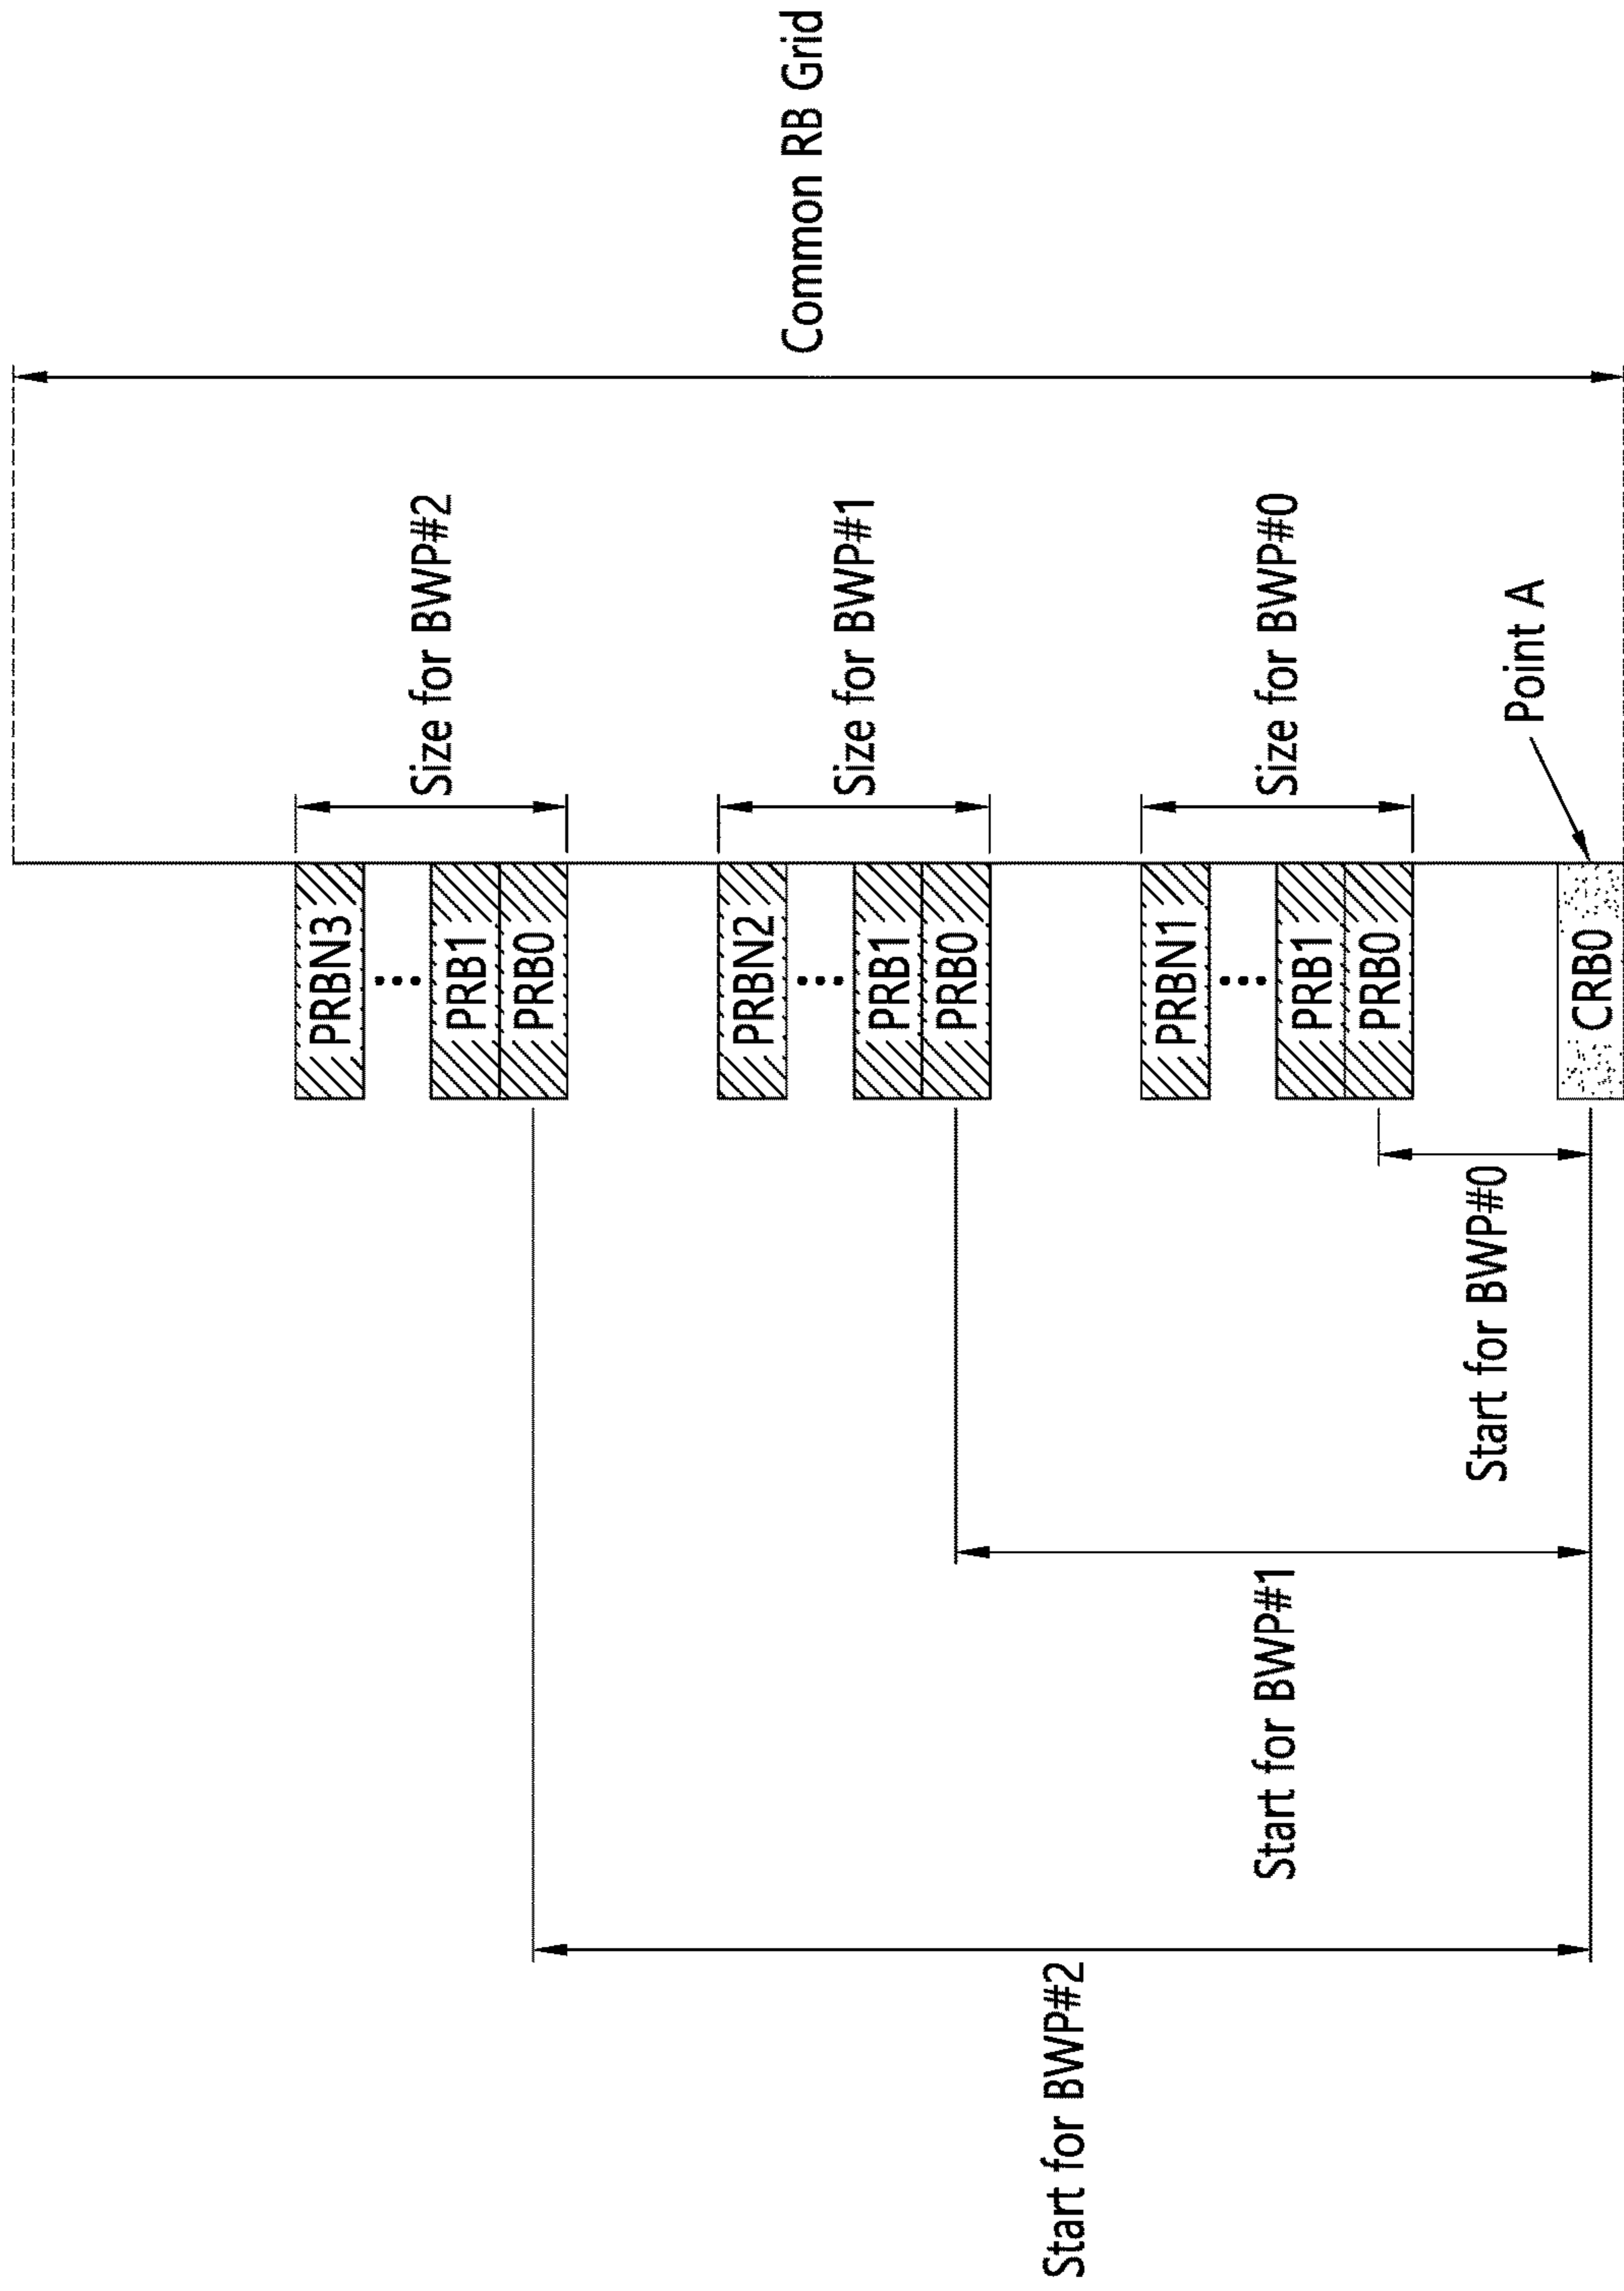 Common RB Grid
Size for BWP#2
Size for BWP#1
Size for BWP#0
Point A
PRBN3
...
PRB1
PRB0
PRBN2
...
PRB1
PRB0
PRBN1
...
PRB1
PRB0
CRB0
Start for BWP#0
Start for BWP#1
Start for BWP#2